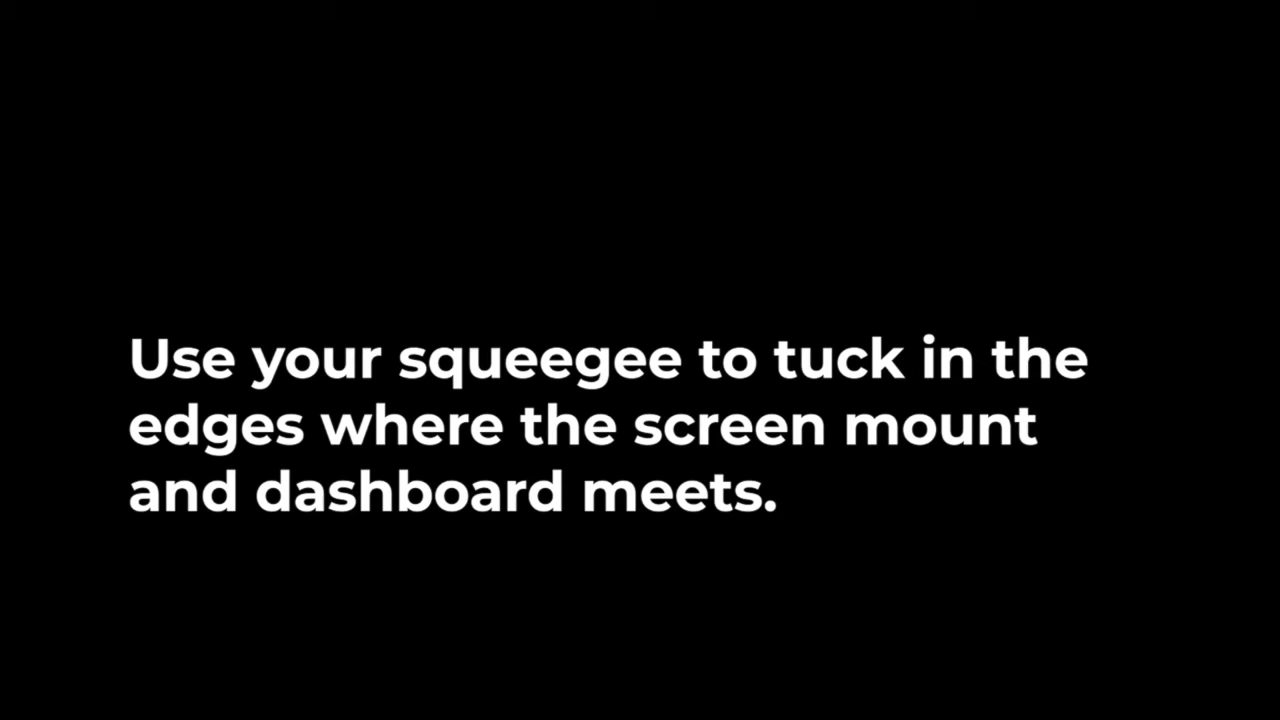 Use your squeegee to tuck in the
edges where the screen mount
and dashboard meets.